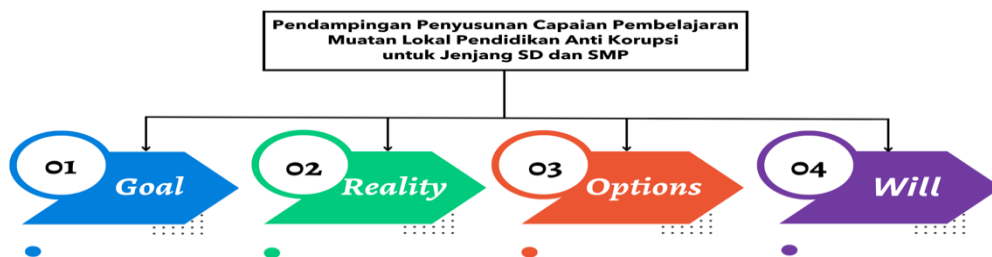 Pendampingan Penyusunan Capaian Pembelajaran
Muatan Lokal Pendidikan Anti Korupsi
untuk Jenjang SD dan SMP
01
Goal
02
Reality
03
Options
04
Will